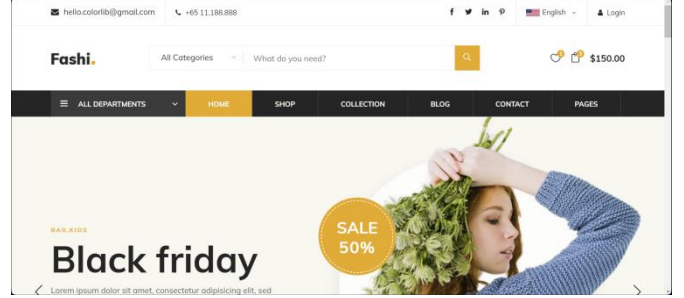 hello.colorlib@gmail.com +65 11.188.888 English Login
Fashi. All Categories What do you need? $150.00
ALL DEPARTMENTS HOME SHOP COLLECTION BLOG CONTACT PAGES
SALE
50%
BAG,KIDS
Black friday
Lorem ipsum dolor sit amet, consectetur adipisicing elit, sed